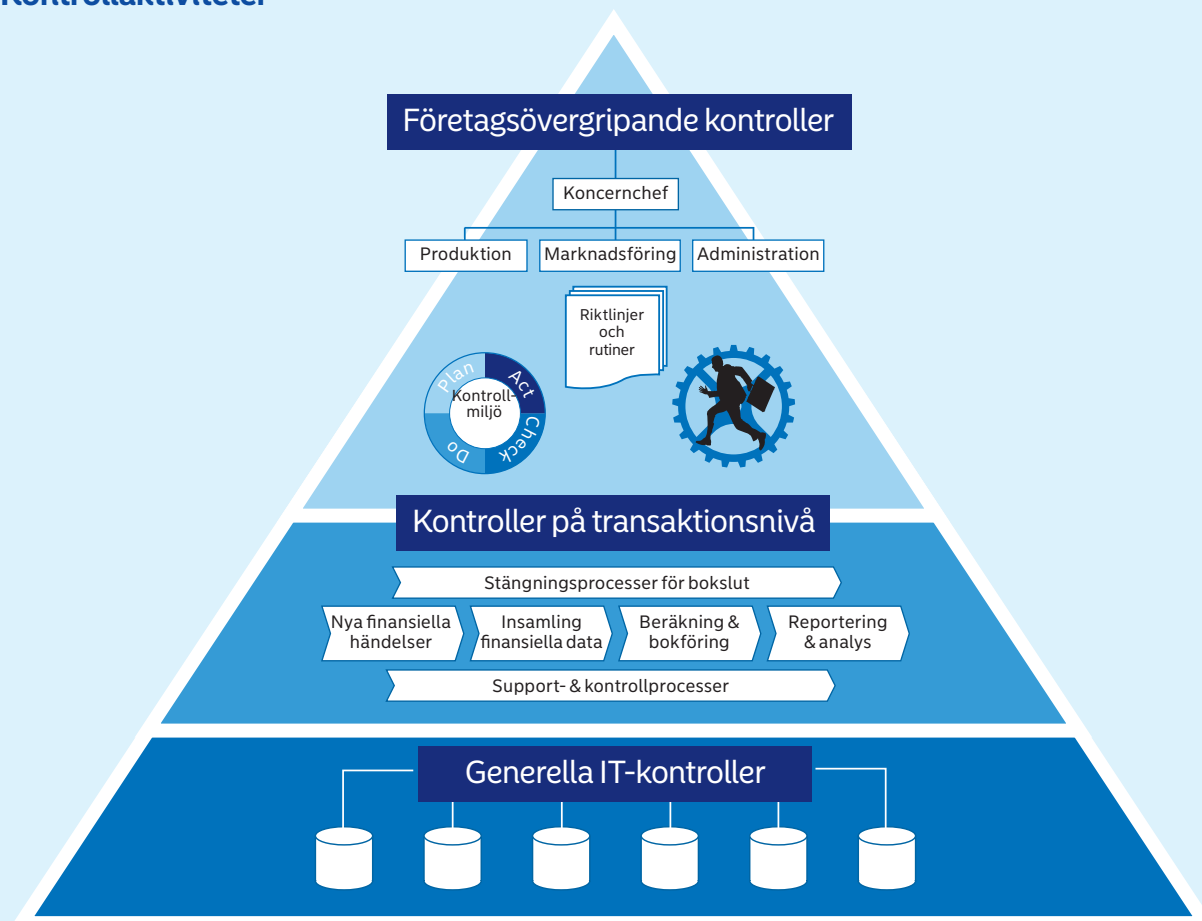 Kontrollaktiviteter
Företagsövergripande kontroller
Koncernchef
Produktion
Marknadsföring
Administration
Riktlinjer
och
rutiner
Plan
Act
Check
Do
Kontroll-
miljö
Kontroller på transaktionsnivå
Stängningsprocesser för bokslut
Nya finansiella
händelser
Insamling
finansiella data
Beräkning &
bokföring
Reportering
& analys
Support- & kontrollprocesser
Generella IT-kontroller